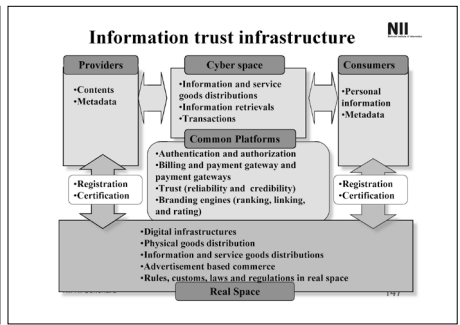 Information trust infrastructure
NII
Providers
Cyber space
Consumers
•Contents
•Metadata
•Information and service
goods distributions
•Information retrievals
•Transactions
•Personal
information
•Metadata
Common Platforms
•Authentication and authorization
•Billing and payment gateway and
payment gateways
•Trust (reliability and credibility)
•Branding engines (ranking, linking,
and rating)
•Registration
•Certification
•Registration
•Certification
•Digital infrastructures
•Physical goods distribution
•Information and service goods distributions
•Advertisement based commerce
•Rules, customs, laws and regulations in real space
Real Space